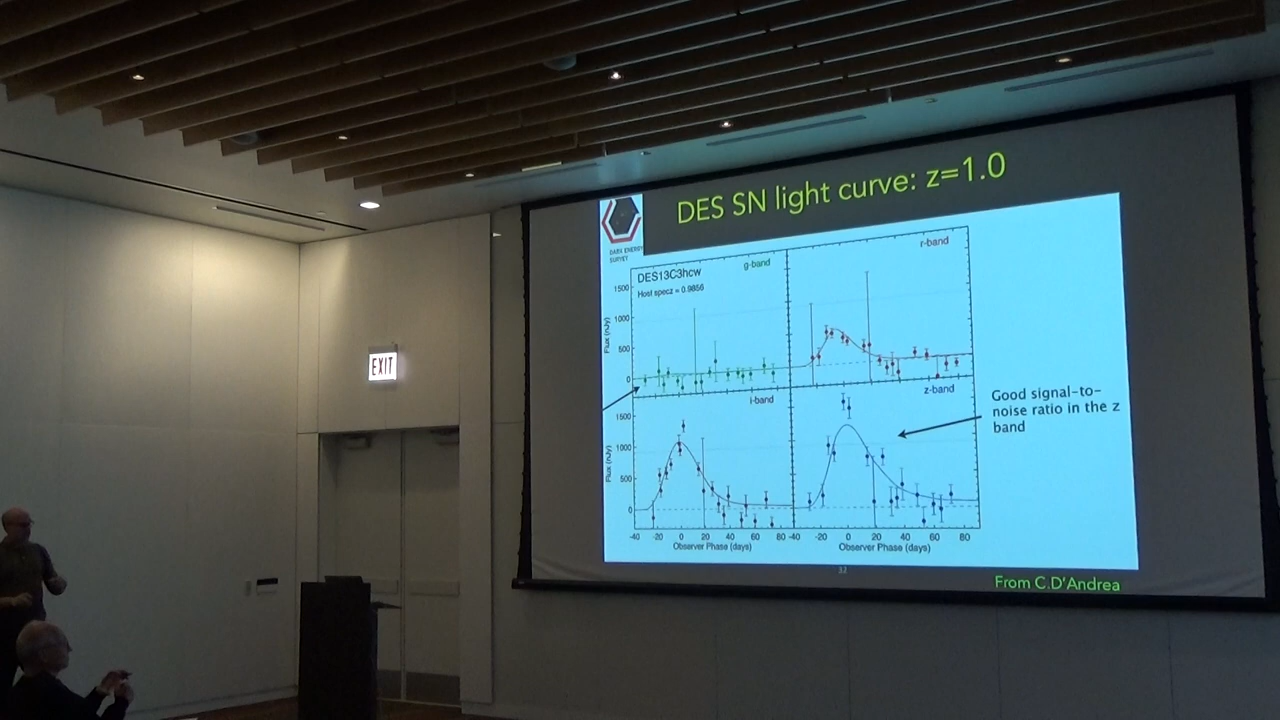 DES SN light curve: z=1.0
DARK ENERGY
SURVEY
DES13C3hcw
Host specz = 0.9856
g-band
r-band
1500
1000
500
0
Flux (nJy)
i-band
z-band
1500
1000
500
0
Flux (nJy)
-40 -20 0 20 40 60 80 -40 -20 0 20 40 60 80
Observer Phase (days) Observer Phase (days)
Good signal-to-
noise ratio in the z
band
32
From C.D'Andrea
EXIT